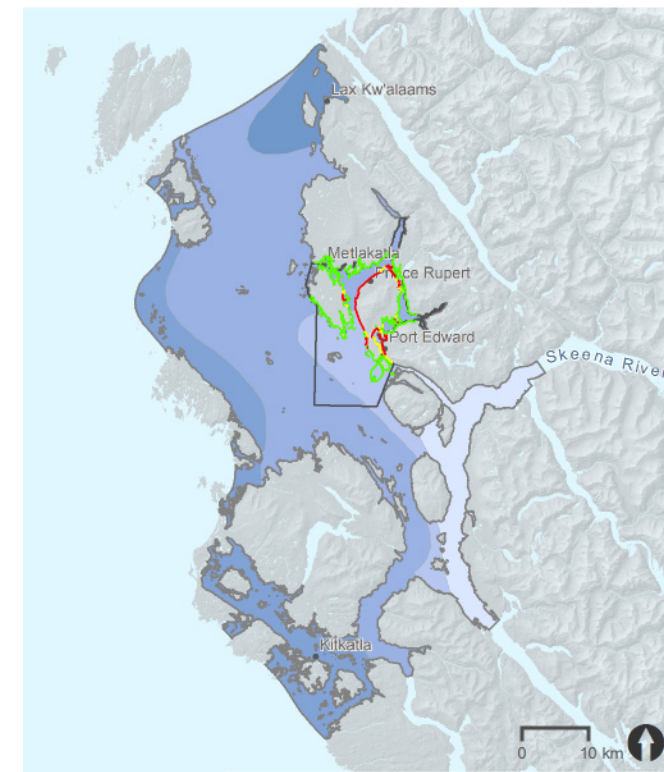 Lax Kw'alaams
Metlakatla
Prince Rupert
Port Edward
Skeena River
Kitkatla
0 10 km